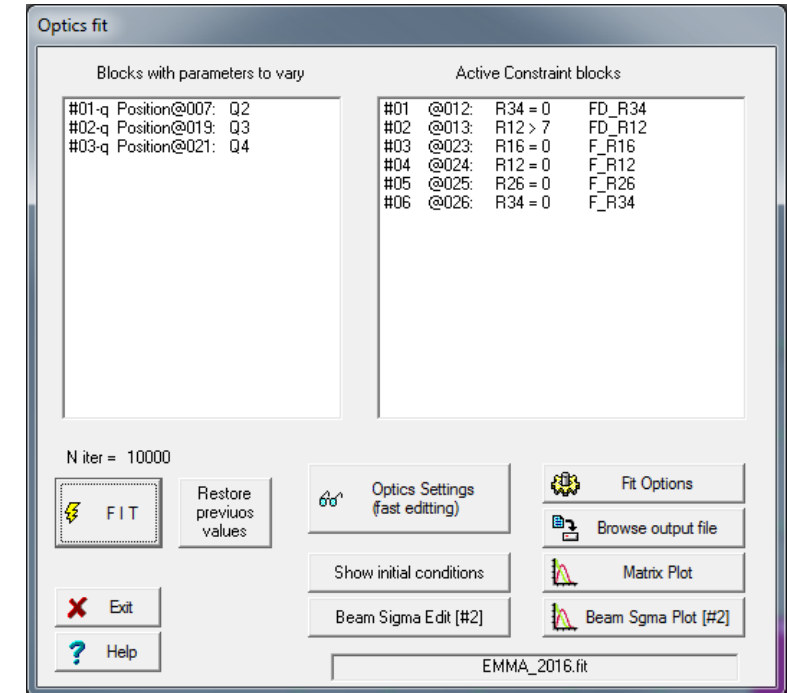 Optics fit
Blocks with parameters to vary
#01-q Position@007: Q2
#02-q Position@019: Q3
#03-q Position@021: Q4
Active Constraint blocks
#01 @012: R34 = 0 FD_R34
#02 @013: R12 > 7 FD_R12
#03 @023: R16 = 0 F_R16
#04 @024: R12 = 0 F_R12
#05 @025: R26 = 0 F_R26
#06 @026: R34 = 0 F_R34
N iter = 10000
F I T
Restore
previuos
values
Optics Settings
(fast editting)
Fit Options
Browse output file
Show initial conditions
Matrix Plot
Exit
Beam Sigma Edit [#2]
Beam Sgma Plot [#2]
Help
EMMA_2016.fit